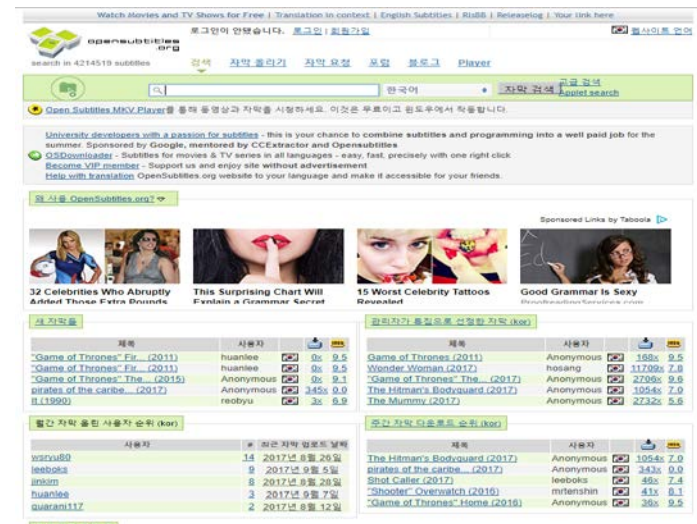 Watch Movies and TV Shows for Free | Translation in context | English Subtitles | RisBB | Releaselog | Your link here
opensubtitles.org
로그인이 안됐습니다. 로그인 | 회원가입
웹사이트 언어
search in 4214519 subtitles
검색 자막 올리기 자막 요청 포럼 블로그 Player
한국어
자막 검색
고급 검색
Applet search
Open Subtitles MKV Player를 통해 동영상과 자막을 시청하세요. 이것은 무료이고 윈도우에서 작동합니다.
University developers with a passion for subtitles - this is your chance to combine subtitles and programming into a well paid job for the
summer. Sponsored by Google, mentored by CCExtractor and Opensubtitles
OSDownloader - Subtitles for movies & TV series in all languages - easy, fast, precisely with one right click
Become VIP member - Support us and enjoy site without advertisement
Help with translation OpenSubtitles.org website to your language and make it accessible for your friends.
왜 사용 OpenSubtitles.org?
Sponsored Links by Taboola
32 Celebrities Who Abruptly
Added Those Extra Pounds
This Surprising Chart Will
Explain a Grammar Secret
15 Worst Celebrity Tattoos
Revealed
Good Grammar Is Sexy
ProofreadingServices.com
새 자막들
제목 사용자
"Game of Thrones" Fir... (2011) huanlee 0x 9.5
"Game of Thrones" Fir... (2011) huanlee 0x 9.5
"Game of Thrones" The... (2015) Anonymous 0x 9.1
pirates of the caribe... (2017) Anonymous 345x 0.0
It (1990) reobyu 3x 6.9
관리자가 특집으로 선정한 자막 (kor)
제목 사용자
Game of Thrones (2011) Anonymous 168x 9.5
Wonder Woman (2017) hosang 11709x 7.8
"Game of Thrones" The... (2017) Anonymous 2706x 9.6
The Hitman's Bodyguard (2017) Anonymous 1054x 7.0
The Mummy (2017) Anonymous 2732x 5.6
월간 자막 올린 사용자 순위 (kor)
사용자 # 최근 자막 업로드 날짜
wsryu80 14 2017년 8월 26일
leeboks 9 2017년 9월 5일
jinkim 8 2017년 8월 28일
huanlee 3 2017년 9월 7일
guarani117 2 2017년 8월 12일
주간 자막 다운로드 순위 (kor)
제목 사용자
The Hitman's Bodyguard (2017) Anonymous 1054x 7.0
pirates of the caribe... (2017) Anonymous 343x 0.0
Shot Caller (2017) leeboks 46x 7.4
"Shooter" Overwatch (2016) mrtenshin 41x 8.1
"Game of Thrones" Home (2016) Anonymous 36x 9.5